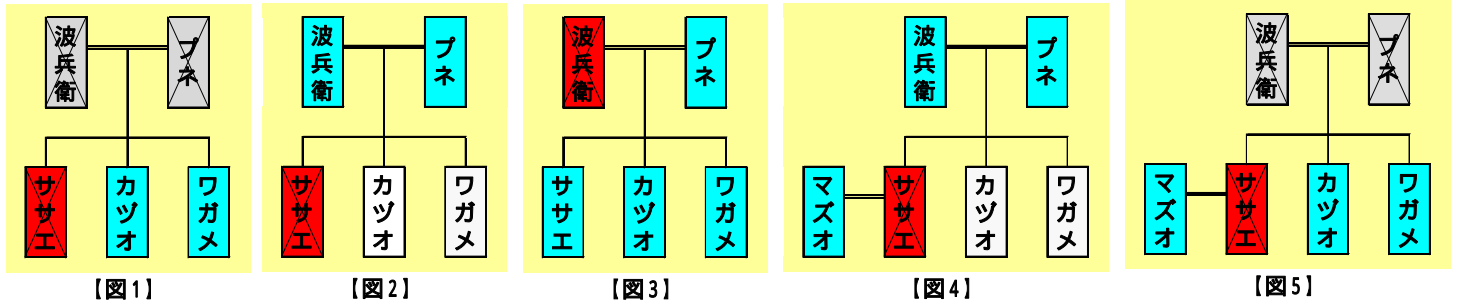 波兵衛 プネ
ササエ カヅオ ワガメ
【図1】
波兵衛 プネ
ササエ カヅオ ワガメ
【図2】
波兵衛 プネ
ササエ カヅオ ワガメ
【図3】
波兵衛 プネ
マズオ ササエ カヅオ ワガメ
【図4】
波兵衛 プネ
マズオ ササエ カヅオ ワガメ
【図5】